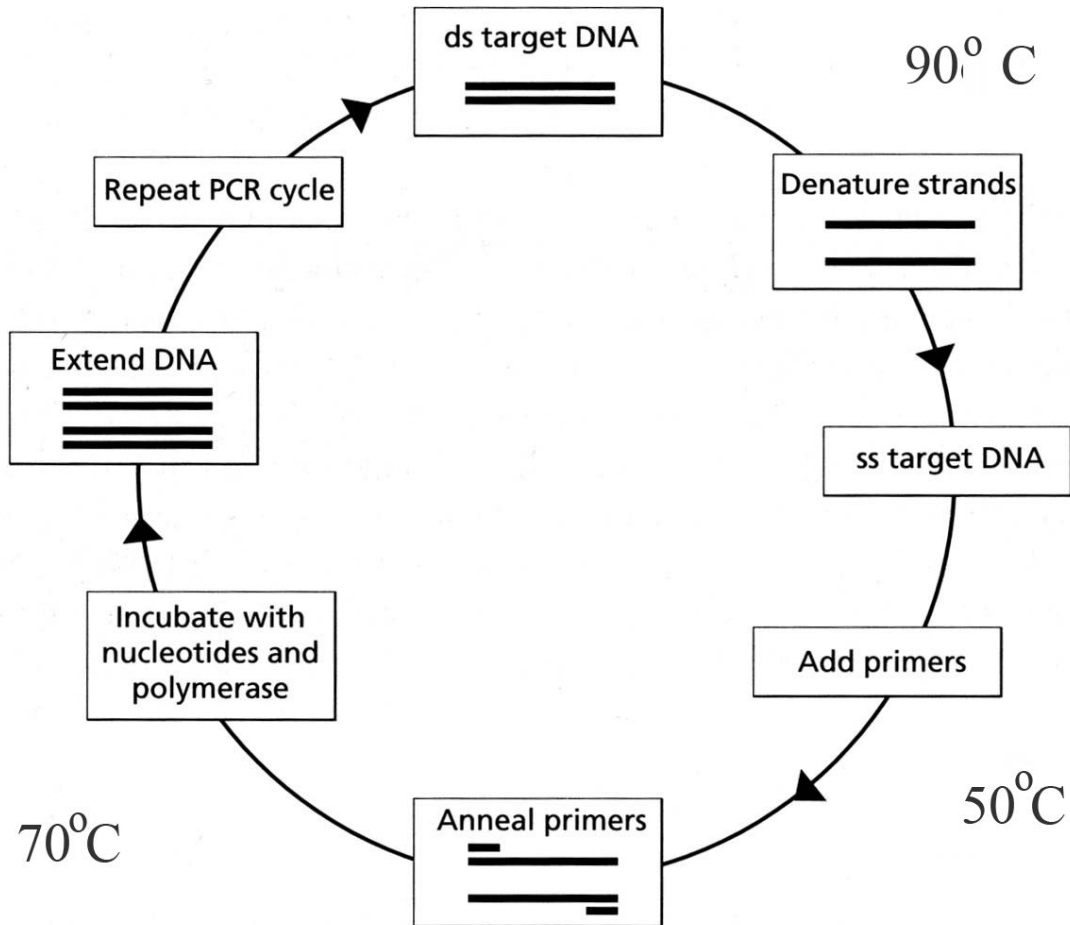 ds target DNA
90° C
Denature strands
ss target DNA
Add primers
50°C
Anneal primers
70°C
Incubate with
nucleotides and
polymerase
Extend DNA
Repeat PCR cycle